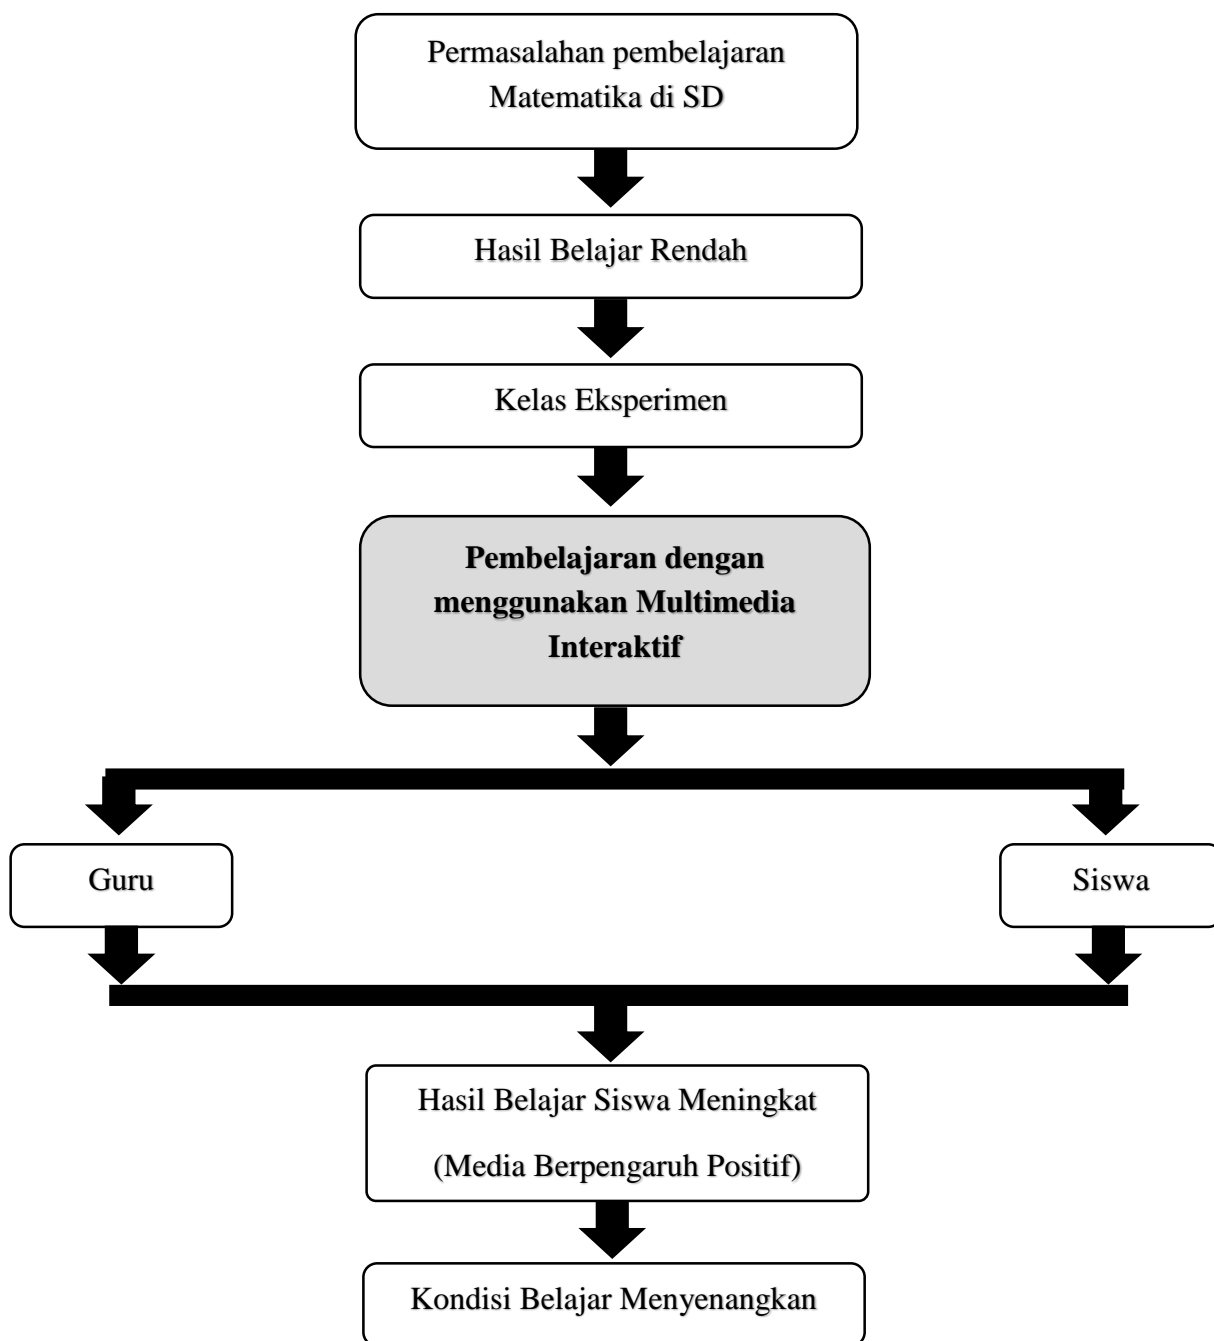 Permasalahan pembelajaran
Matematika di SD
Hasil Belajar Rendah
Kelas Eksperimen
Pembelajaran dengan
menggunakan Multimedia
Interaktif
Guru
Siswa
Hasil Belajar Siswa Meningkat
(Media Berpengaruh Positif)
Kondisi Belajar Menyenangkan